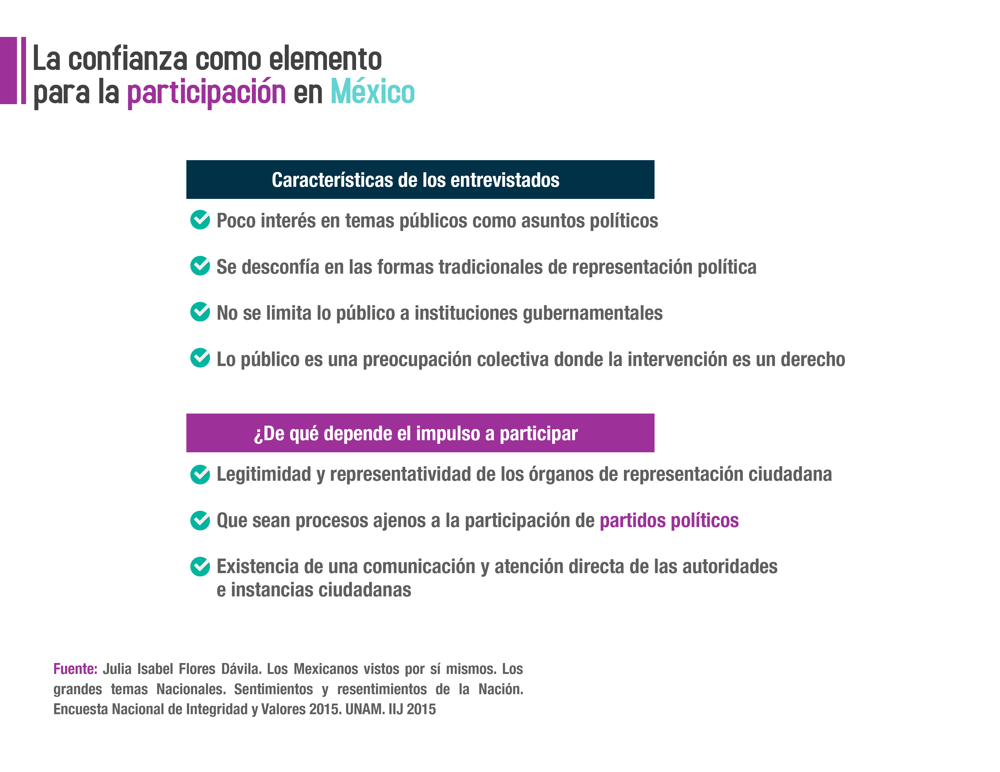 La confianza como elemento
para la participación en México
Características de los entrevistados
Poco interés en temas públicos como asuntos políticos
Se desconfía en las formas tradicionales de representación política
No se limita lo público a instituciones gubernamentales
Lo público es una preocupación colectiva donde la intervención es un derecho
¿De qué depende el impulso a participar
Legitimidad y representatividad de los órganos de representación ciudadana
Que sean procesos ajenos a la participación de partidos políticos
Existencia de una comunicación y atención directa de las autoridades
e instancias ciudadanas
Fuente: Julia Isabel Flores Dávila. Los Mexicanos vistos por sí mismos. Los
grandes temas Nacionales. Sentimientos y resentimientos de la Nación.
Encuesta Nacional de Integridad y Valores 2015. UNAM. IIJ 2015